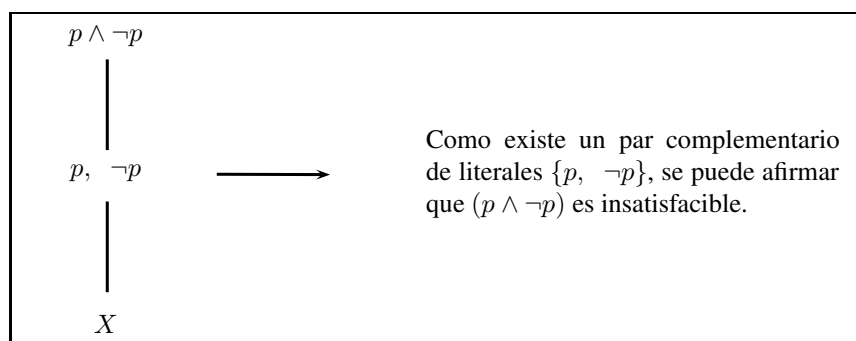 p ∧ ¬p
p, ¬p
Como existe un par complementario
de literales {p, ¬p}, se puede afirmar
que (p ∧ ¬p) es insatisfacible.
X